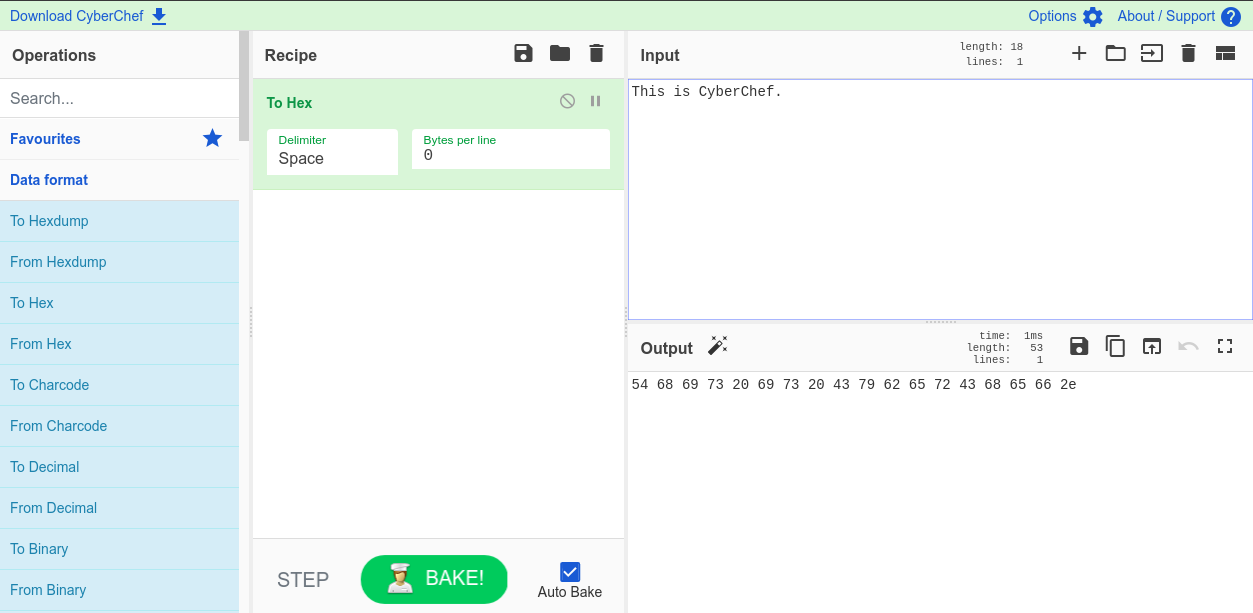 Download CyberChef
Options
About / Support
Operations
Search...
Favourites
Data format
To Hexdump
From Hexdump
To Hex
From Hex
To Charcode
From Charcode
To Decimal
From Decimal
To Binary
From Binary
Recipe
To Hex
Delimiter
Space
Bytes per line
0
STEP
BAKE!
Auto Bake
Input
length: 18
lines: 1
This is CyberChef.
Output
time: 1ms
length: 53
lines: 1
54 68 69 73 20 69 73 20 43 79 62 65 72 43 68 65 66 2e